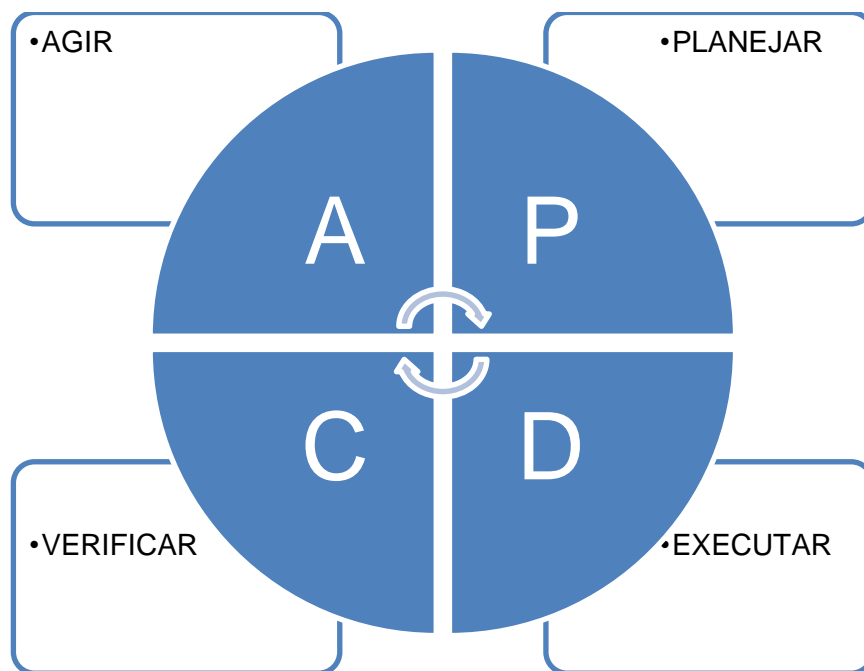 •AGIR
•PLANEJAR
A
P
C
D
•VERIFICAR
•EXECUTAR